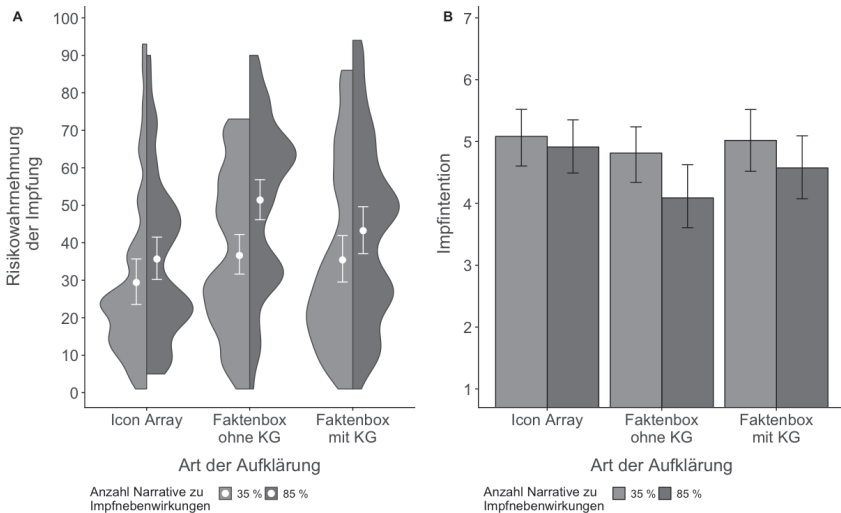 A
100
90
80
70
60
50
40
30
20
10
0
Risikowahrnehmung
der Impfung
Icon Array
Faktenbox
ohne KG
Faktenbox
mit KG
Art der Aufklärung
Anzahl Narrative zu
Impfnebenwirkungen
35 %
85 %
B
7
6
5
4
3
2
1
Impfintention
Icon Array
Faktenbox
ohne KG
Faktenbox
mit KG
Art der Aufklärung
Anzahl Narrative zu
Impfnebenwirkungen
35 %
85 %